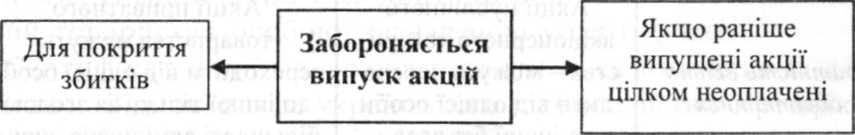 Для покриття
збитків
Забороняється
випуск акцій
Якщо раніше
випущені акції
цілком неоплачені